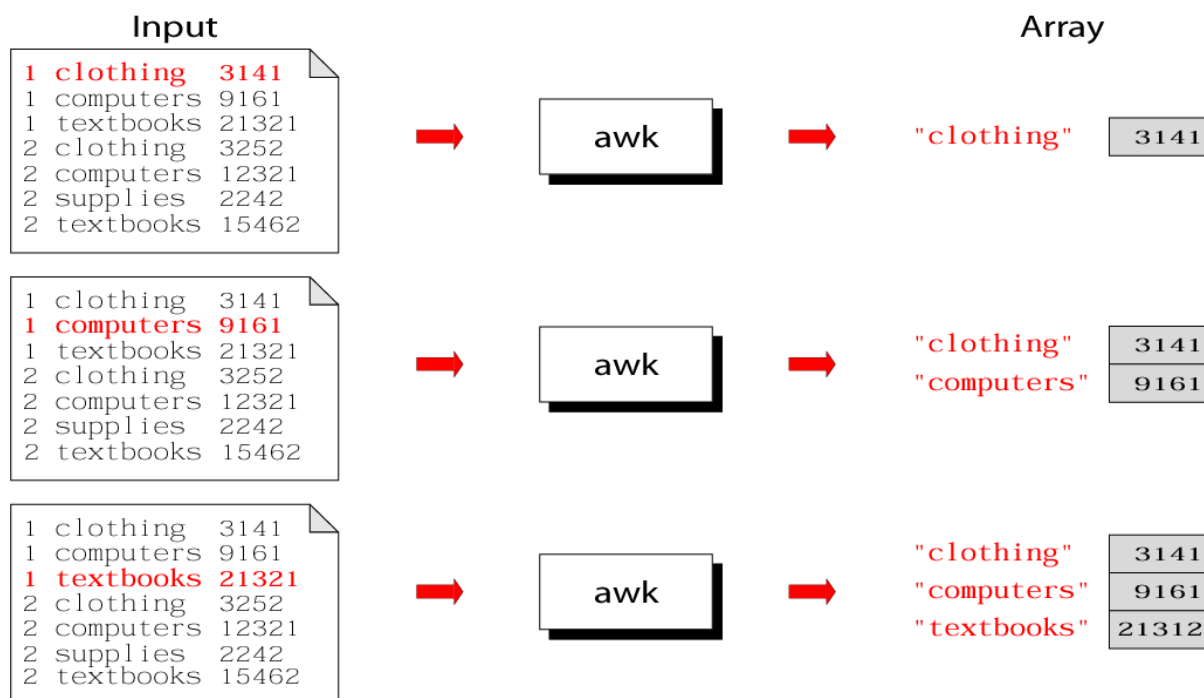 Input
Array
1 clothing 3141
1 computers 9161
1 textbooks 21321
2 clothing 3252
2 computers 12321
2 supplies 2242
2 textbooks 15462
awk
"clothing" 3141
1 clothing 3141
1 computers 9161
1 textbooks 21321
2 clothing 3252
2 computers 12321
2 supplies 2242
2 textbooks 15462
awk
"clothing" 3141
"computers" 9161
1 clothing 3141
1 computers 9161
1 textbooks 21321
2 clothing 3252
2 computers 12321
2 supplies 2242
2 textbooks 15462
awk
"clothing" 3141
"computers" 9161
"textbooks" 21312